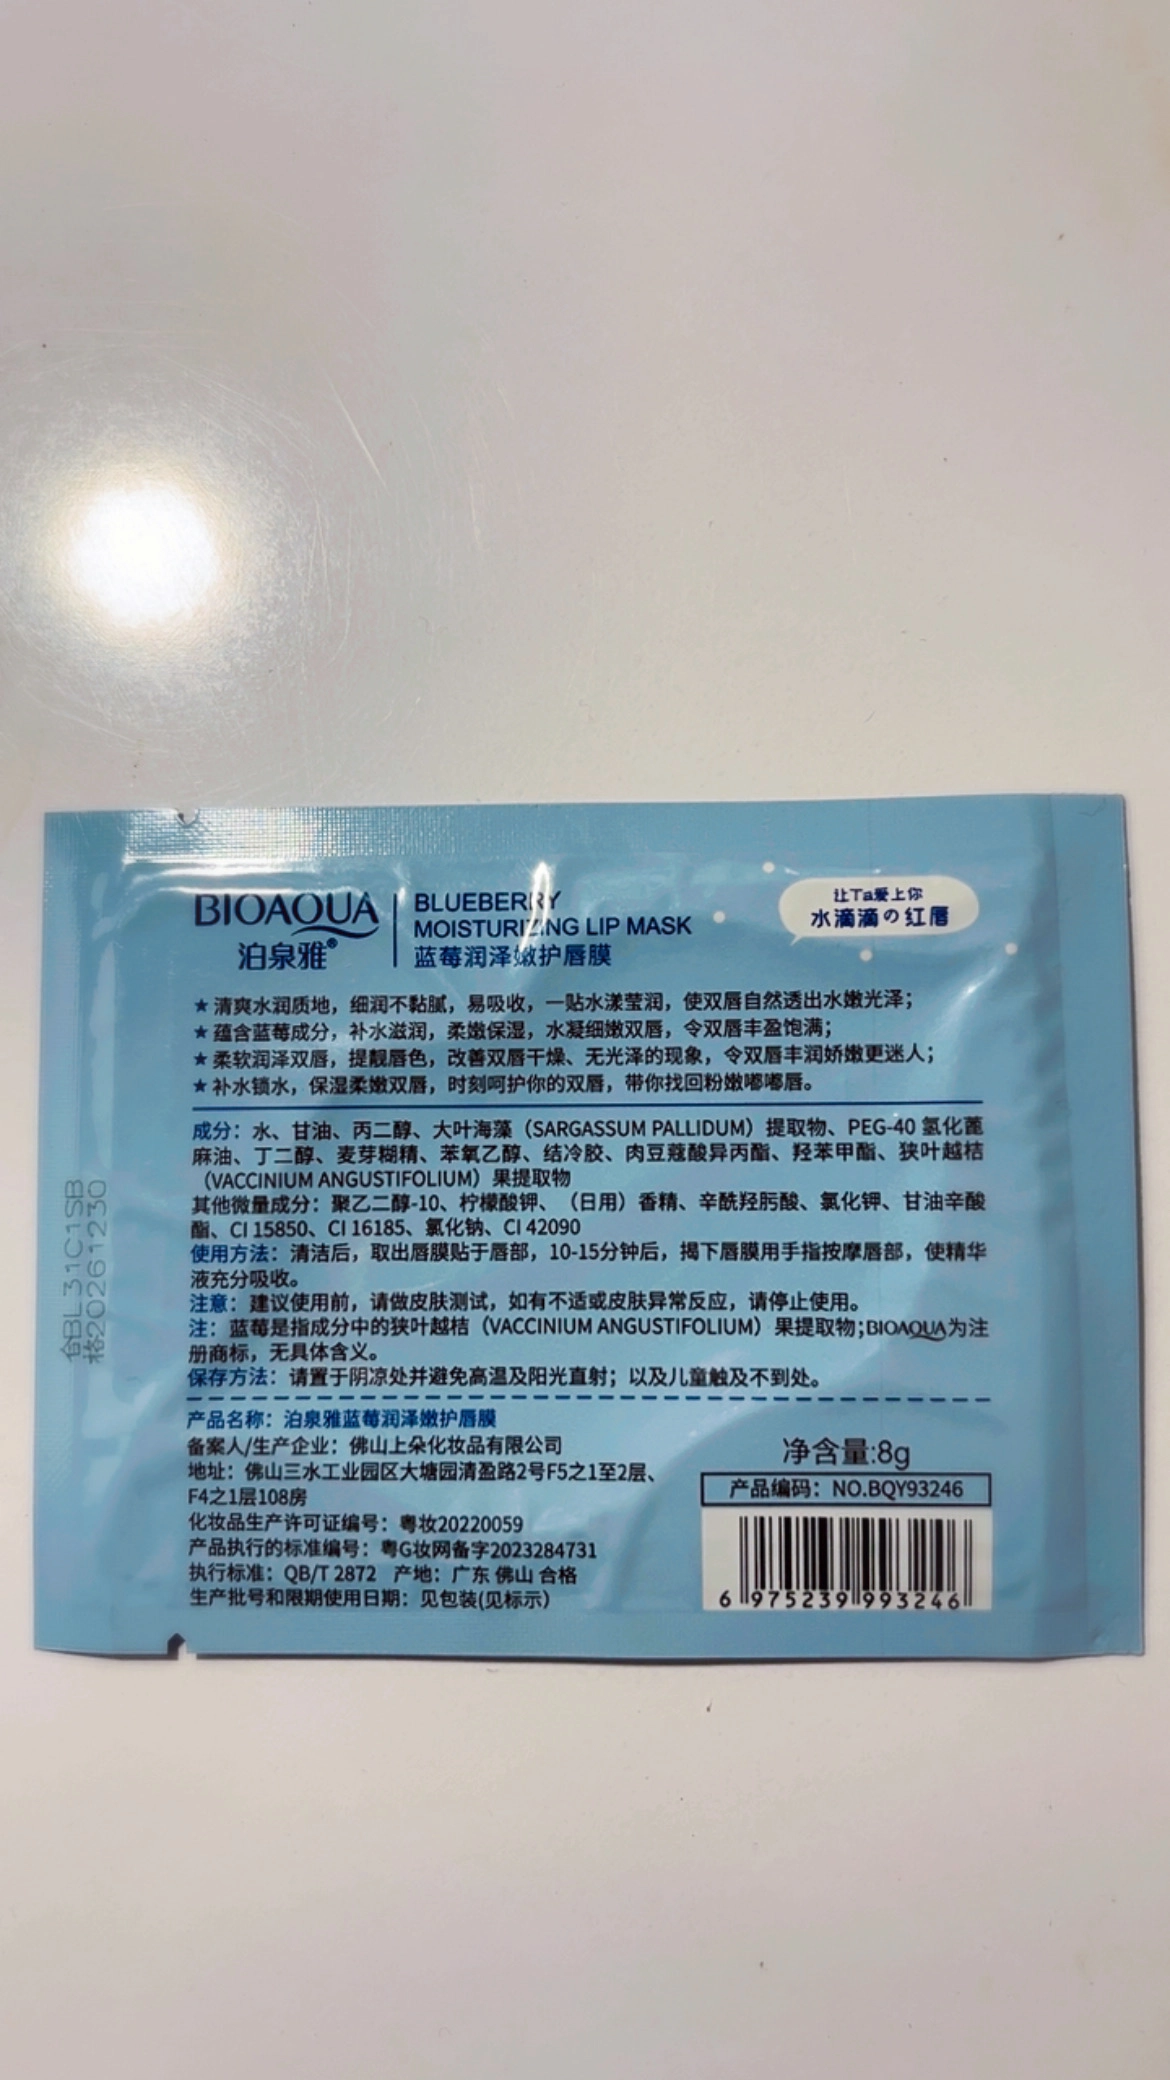 BIOAQUA
泊泉雅®
BLUEBERRY
MOISTURIZING LIP MASK
蓝莓润泽嫩护唇膜
让Ta爱上你
水滴滴の红唇
★清爽水润质地，细润不黏腻，易吸收，一贴水漾莹润，使双唇自然透出水嫩光泽；
★蕴含蓝莓成分，补水滋润，柔嫩保湿，水凝细嫩双唇，令双唇丰盈饱满；
★柔软润泽双唇，提靓唇色，改善双唇干燥、无光泽的现象，令双唇丰润娇嫩更迷人；
★补水锁水，保湿柔嫩双唇，时刻呵护你的双唇，带你找回粉嫩嘟嘟唇。
成分：水、甘油、丙二醇、大叶海藻（SARGASSUM PALLIDUM）提取物、PEG-40 氢化蓖
麻油、丁二醇、麦芽糊精、苯氧乙醇、结冷胶、肉豆蔻酸异丙酯、羟苯甲酯、狭叶越桔
（VACCINIUM ANGUSTIFOLIUM）果提取物
其他微量成分：聚乙二醇-10、柠檬酸钾、（日用）香精、辛酰羟肟酸、氯化钾、甘油辛酸
酯、CI 15850、CI 16185、氯化钠、CI 42090
使用方法：清洁后，取出唇膜贴于唇部，10-15分钟后，揭下唇膜用手指按摩唇部，使精华
液充分吸收。
注意：建议使用前，请做皮肤测试，如有不适或皮肤异常反应，请停止使用。
注：蓝莓是指成分中的狭叶越桔（VACCINIUM ANGUSTIFOLIUM）果提取物;BIOAQUA为注
册商标，无具体含义。
保存方法：请置于阴凉处并避免高温及阳光直射；以及儿童触及不到处。
产品名称：泊泉雅蓝莓润泽嫩护唇膜
备案人/生产企业：佛山上朵化妆品有限公司
地址：佛山三水工业园区大塘园清盈路2号F5之1至2层、
F4之1层108房
化妆品生产许可证编号：粤妆20220059
产品执行的标准编号：粤G妆网备字2023284731
执行标准：QB/T 2872 产地：广东 佛山 合格
生产批号和限期使用日期：见包装(见标示）
净含量:8g
产品编码：NO.BQY93246
6 975239 993246
合BL31C1SB
格20261230